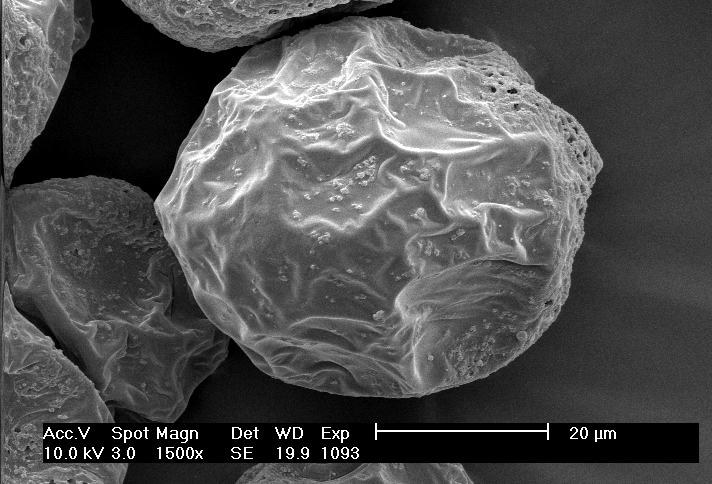 Acc.V Spot Magn Det WD Exp 20 µm
10.0 kV 3.0 1500x SE 19.9 1093